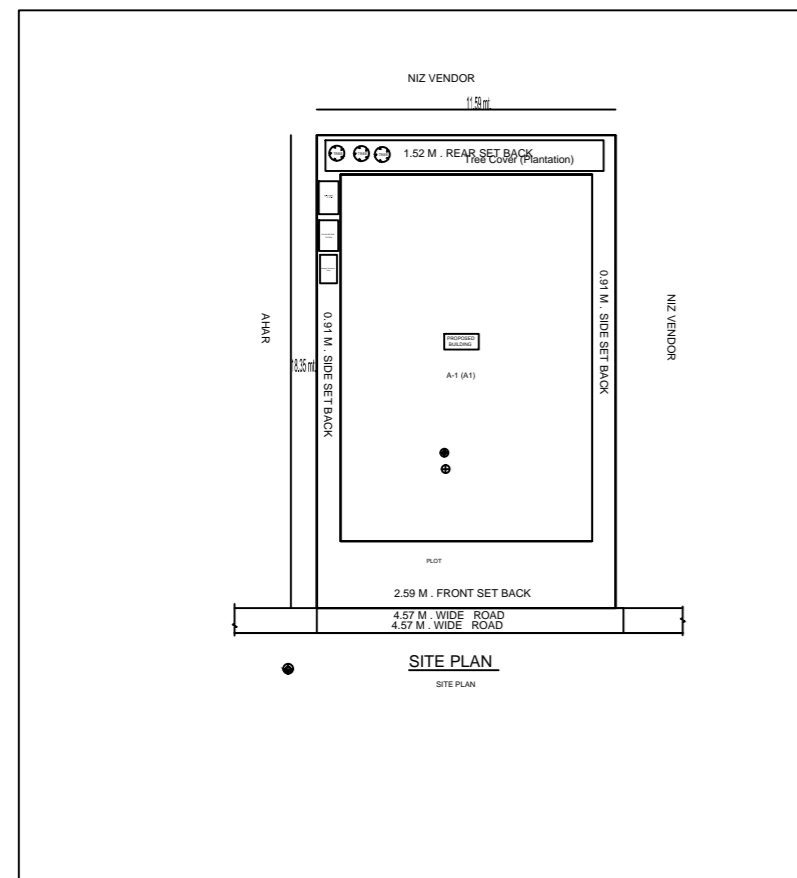 NIZ VENDOR
11.59 mt.
1.52 M . REAR SET BACK
Tree Cover (Plantation)
AHAR
18.35 mt.
0.91 M . SIDE SET BACK
PROPOSED
BUILDING
A-1 (A1)
0.91 M . SIDE SET BACK
NIZ VENDOR
PLOT
2.59 M . FRONT SET BACK
4.57 M . WIDE ROAD
4.57 M . WIDE ROAD
SITE PLAN
SITE PLAN